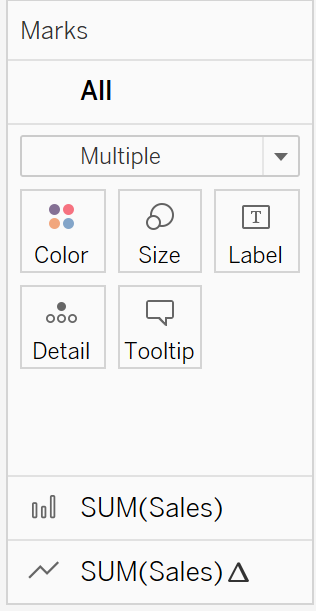 Marks
All
Multiple
Color Size Label
Detail Tooltip
SUM(Sales)
SUM(Sales) Δ